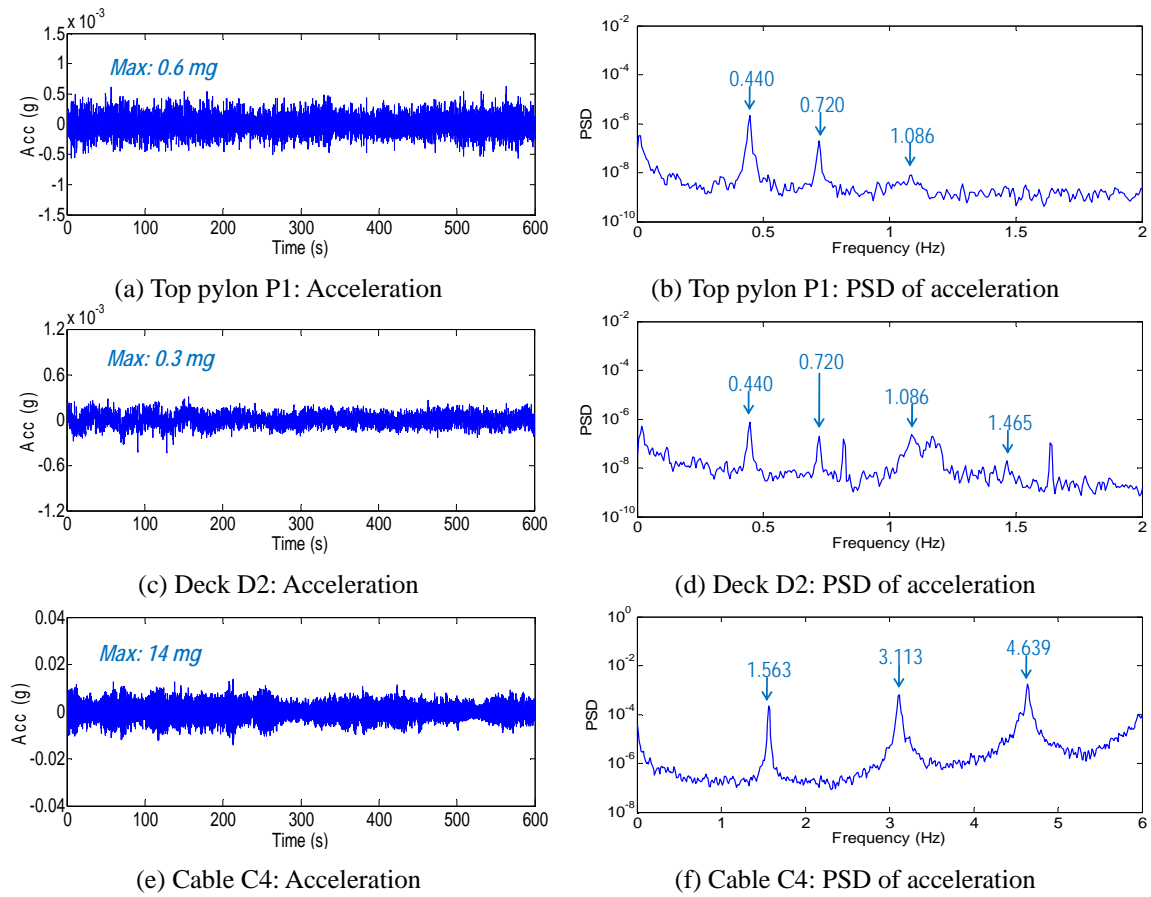 x 10⁻³
1.5
1
0.5
0
-0.5
-1
-1.5
Acc (g)
Max: 0.6 mg
0 100 200 300 400 500 600
Time (s)
(a) Top pylon P1: Acceleration
10⁻²
10⁻⁴
10⁻⁶
10⁻⁸
10⁻¹⁰
PSD
0.440
0.720
1.086
0 0.5 1 1.5 2
Frequency (Hz)
(b) Top pylon P1: PSD of acceleration
x 10⁻³
1.2
0.6
0
-0.6
-1.2
Acc (g)
Max: 0.3 mg
0 100 200 300 400 500 600
Time (s)
(c) Deck D2: Acceleration
10⁻²
10⁻⁴
10⁻⁶
10⁻⁸
10⁻¹⁰
PSD
0.440
0.720
1.086
1.465
0 0.5 1 1.5 2
Frequency (Hz)
(d) Deck D2: PSD of acceleration
0.04
0.02
0
-0.02
-0.04
Acc (g)
Max: 14 mg
0 100 200 300 400 500 600
Time (s)
(e) Cable C4: Acceleration
10⁰
10⁻²
10⁻⁴
10⁻⁶
10⁻⁸
PSD
1.563
3.113
4.639
0 1 2 3 4 5 6
Frequency (Hz)
(f) Cable C4: PSD of acceleration